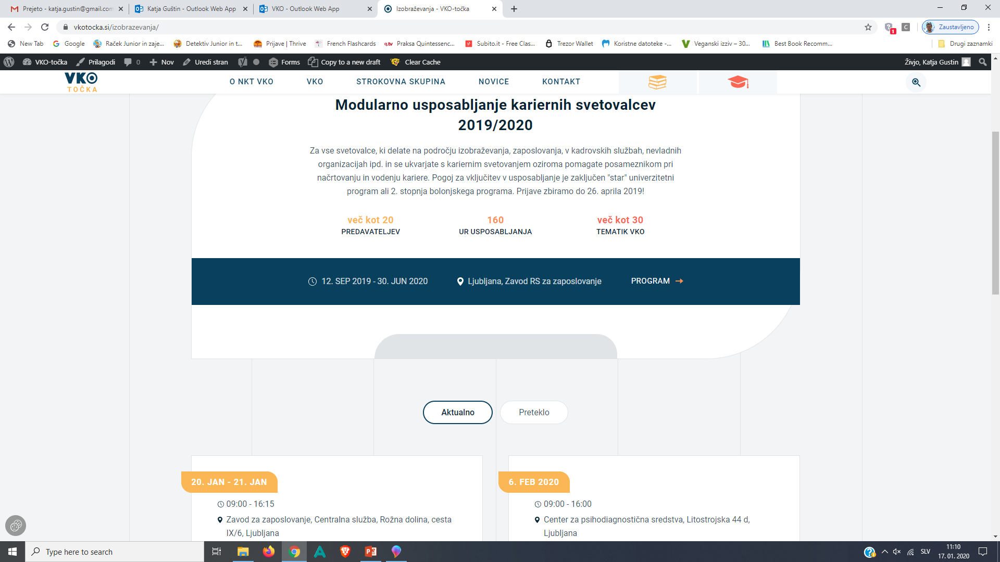 Prejeto - katja.gustin@gmail.com
Katja Guštin - Outlook Web App
VKO - Outlook Web App
Izobraževanja - VKO-točka
vkotocka.si/izobrazevanja/
1
C
Zaustavljeno
New Tab
Google
Raček Junior in zaje...
Detektiv Junior in t...
Prijave | Thrive
French Flashcards
q.tv Praksa Quintessenc...
Subito.it - Free Clas...
Trezor Wallet
Koristne datoteke -...
Veganski izziv – 30...
Best Book Recomm...
Drugi zaznamki
VKO-točka
Prilagodi
0
Nov
Uredi stran
Forms
Copy to a new draft
Clear Cache
Živjo, Katja Gustin
VKO
TOČKA
O NKT VKO
VKO
STROKOVNA SKUPINA
NOVICE
KONTAKT
Modularno usposabljanje kariernih svetovalcev
2019/2020
Za vse svetovalce, ki delate na področju izobraževanja, zaposlovanja, v kadrovskih službah, nevladnih
organizacijah ipd. in se ukvarjate s kariernim svetovanjem oziroma pomagate posameznikom pri
načrtovanju in vodenju kariere. Pogoj za vključitev v usposabljanje je zaključen "star" univerzitetni
program ali 2. stopnja bolonjskega programa. Prijave zbiramo do 26. aprila 2019!
več kot 20
PREDAVATELJEV
160
UR USPOSABLJANJA
več kot 30
TEMATIK VKO
12. SEP 2019 - 30. JUN 2020
Ljubljana, Zavod RS za zaposlovanje
PROGRAM
Aktualno
Preteklo
20. JAN - 21. JAN
09:00 - 16:15
Zavod za zaposlovanje, Centralna služba, Rožna dolina, cesta
IX/6, Ljubljana
6. FEB 2020
09:00 - 16:00
Center za psihodiagnostična sredstva, Litostrojska 44 d,
Ljubljana
Type here to search
SLV
11:10
17. 01. 2020